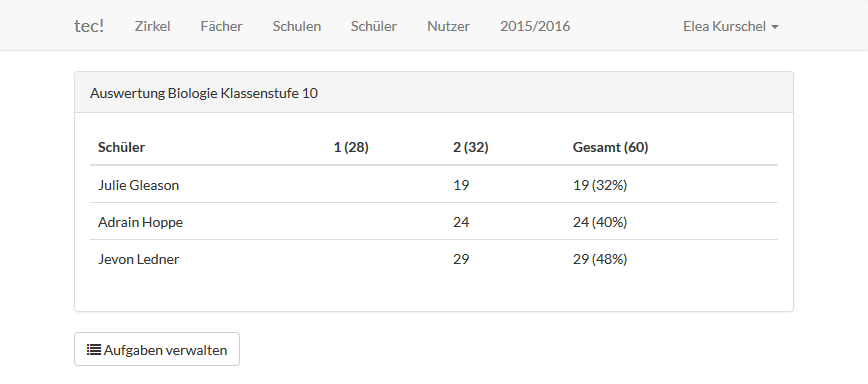 tec! Zirkel Fächer Schulen Schüler Nutzer 2015/2016 Elea Kurschel
Auswertung Biologie Klassenstufe 10
Schüler 1 (28) 2 (32) Gesamt (60)
Julie Gleason 19 19 (32%)
Adrain Hoppe 24 24 (40%)
Jevon Ledner 29 29 (48%)
Aufgaben verwalten